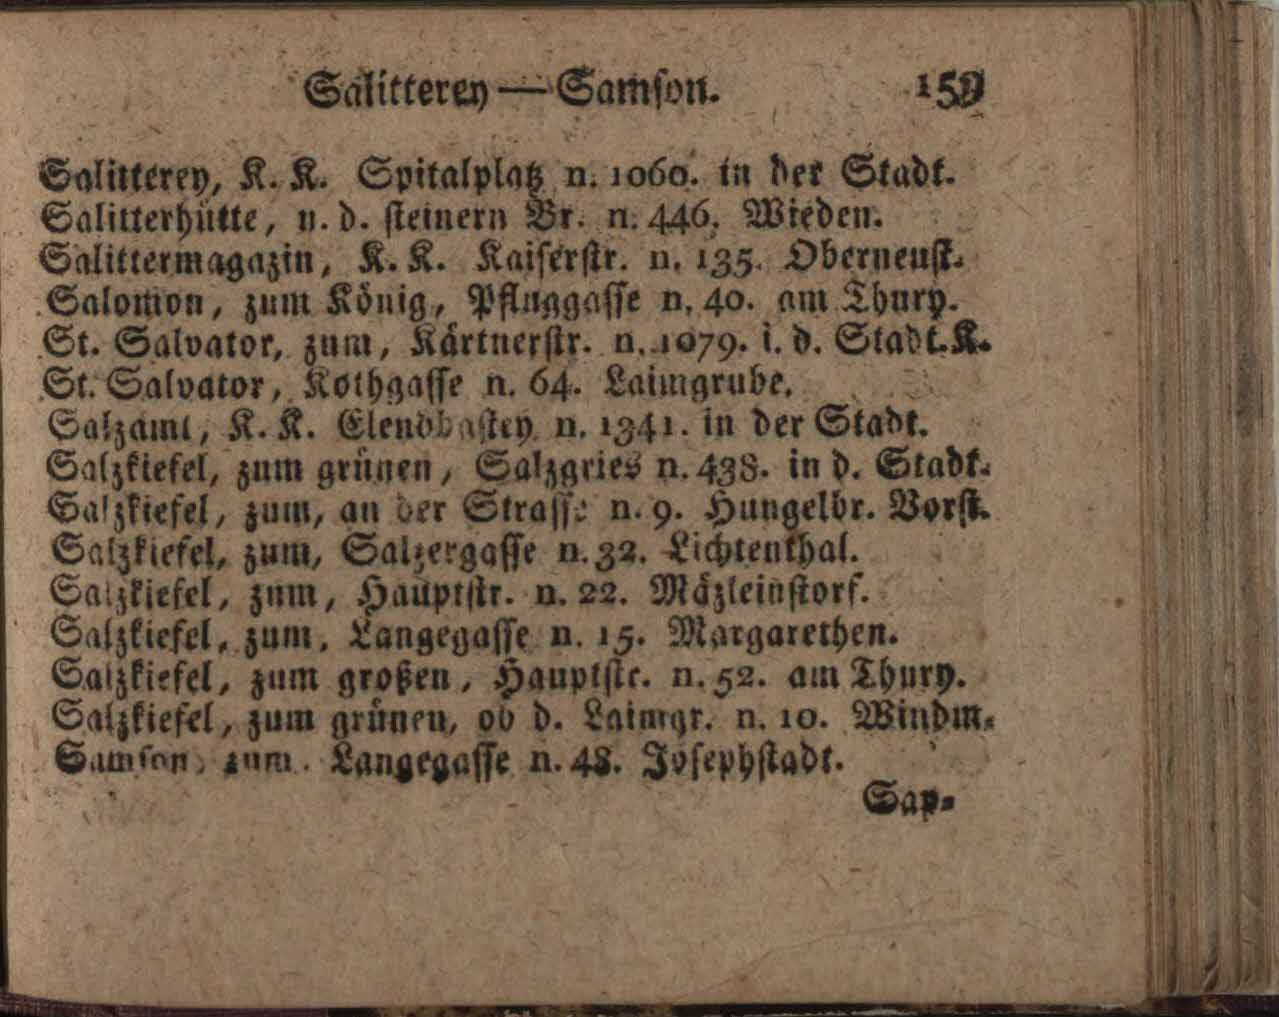 Salitterey — Samson. 159
Salitterey, K. K. Spitalplatz n. 1060. in der Stadt.
Salitterhütte, n. d. steinern Br. n. 446. Wieden.
Salittermagazin, K. K. Kaiserstr. n. 135. Oberneust.
Salomon, zum König, Pfluggasse n. 40. am Thury.
St. Salvator, zum, Kärtnerstr. n. 1079. i. d. Stadt. K.
St. Salvator, Kothgasse n. 64. Laimgrube.
Salzamt, K. K. Elendbastey n. 1341. in der Stadt.
Salzkiefel, zum grünen, Salzgries n. 438. in d. Stadt.
Salzkiefel, zum, an der Strasse n. 9. Hungelbr. Vorst.
Salzkiefel, zum, Salzergasse n. 32. Lichtenthal.
Salzkiefel, zum, Hauptstr. n. 22. Mäzleinstorf.
Salzkiefel, zum, Langegasse n. 15. Margarethen.
Salzkiefel, zum großen, Hauptstr. n. 52. am Thury.
Salzkiefel, zum grünen, ob d. Laimgr. n. 10. Windm-
Samson, zum, Langegasse n. 48. Josephstadt.
Sap-